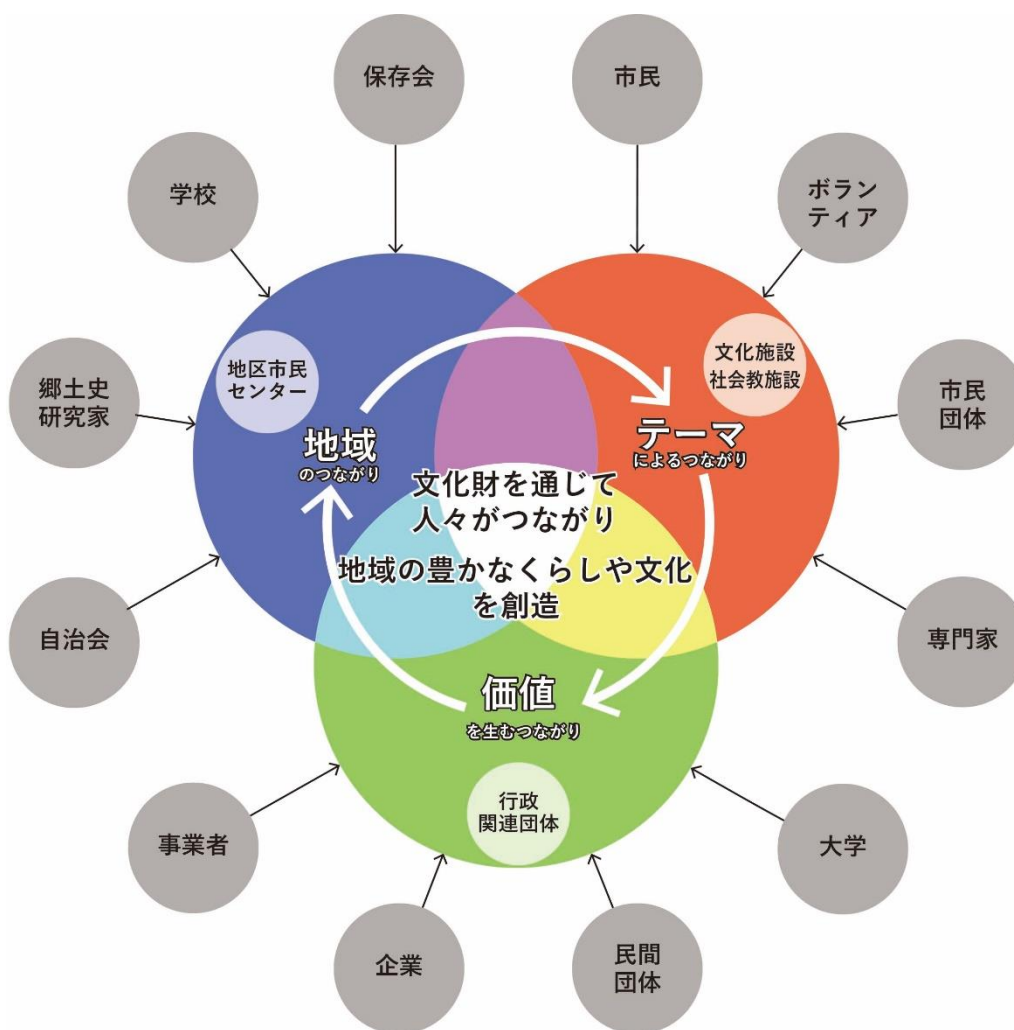 保存会
市民
学校
ボラン
ティア
地区市民
センター
文化施設
社会教施設
郷土史
研究家
市民
団体
地域
のつながり
テーマ
によるつながり
文化財を通じて
人々がつながり
地域の豊かなくらしや文化
を創造
自治会
専門家
価値
を生むつながり
行政
関連団体
事業者
大学
企業
民間
団体